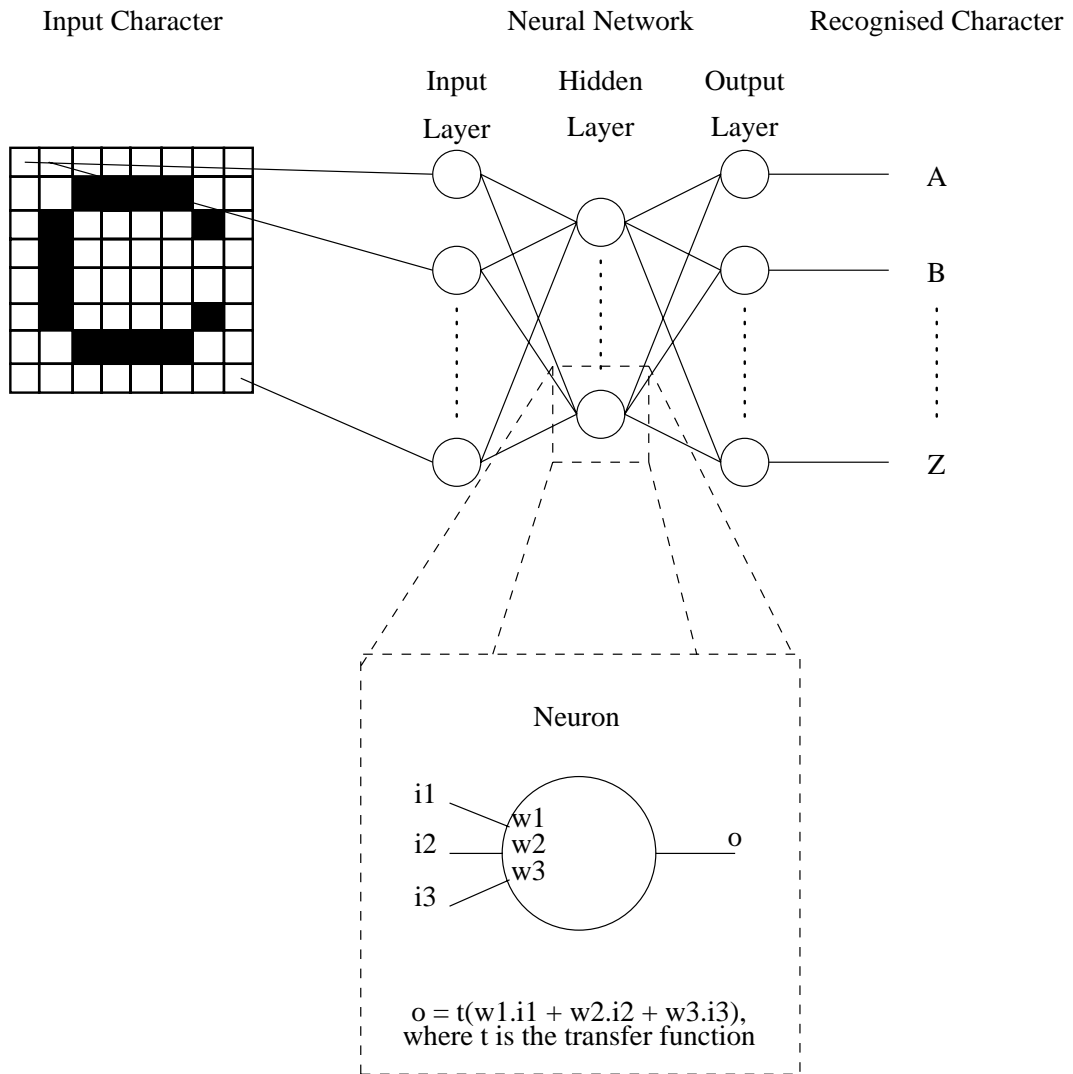 Input Character
Neural Network
Recognised Character
Input
Layer
Hidden
Layer
Output
Layer
A
B
Z
Neuron
i1
i2
i3
w1
w2
w3
o
o = t(w1.i1 + w2.i2 + w3.i3),
where t is the transfer function